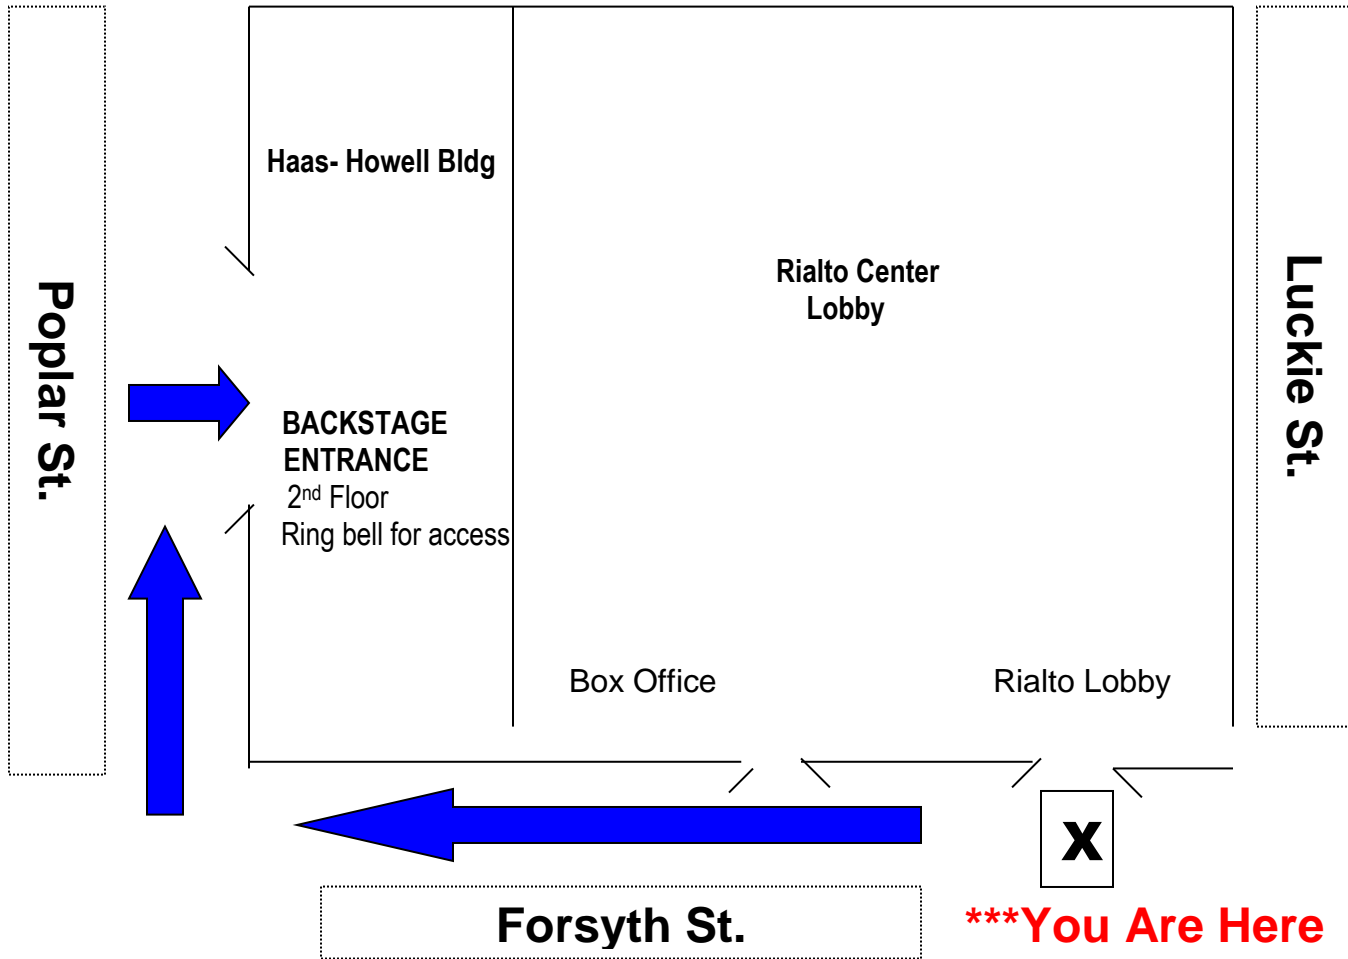 Haas- Howell Bldg
Rialto Center
Lobby
Poplar St.
Luckie St.
BACKSTAGE
ENTRANCE
2nd Floor
Ring bell for access
Box Office
Rialto Lobby
x
Forsyth St.
***You Are Here